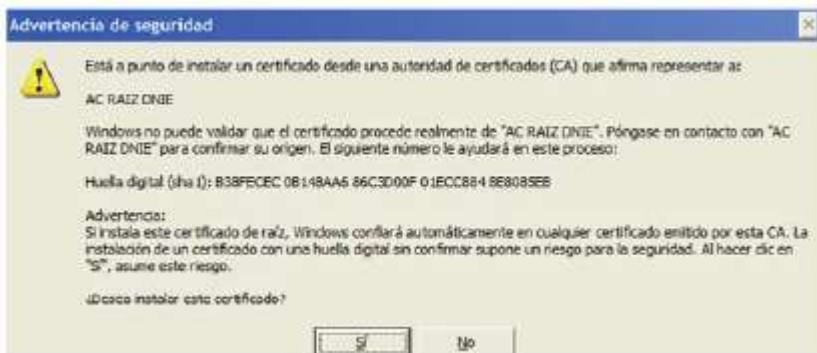 Advertencia de seguridad
Está a punto de instalar un certificado desde una autoridad de certificados (CA) que afirma representar a:
AC RAIZ DNIE
Windows no puede validar que el certificado procede realmente de "AC RAIZ DNIE". Póngase en contacto con "AC
RAIZ DNIE" para confirmar su origen. El siguiente número le ayudará en este proceso:
Huella digital (sha1): B38FECEC 0B148AA6 86C3D00F 01ECC884 8E8085EB
Advertencia:
Si instala este certificado de raíz, Windows confiará automáticamente en cualquier certificado emitido por esta CA. La
instalación de un certificado con una huella digital sin confirmar supone un riesgo para la seguridad. Al hacer clic en
"Sí", asume este riesgo.
¿Desea instalar este certificado?
Sí
No